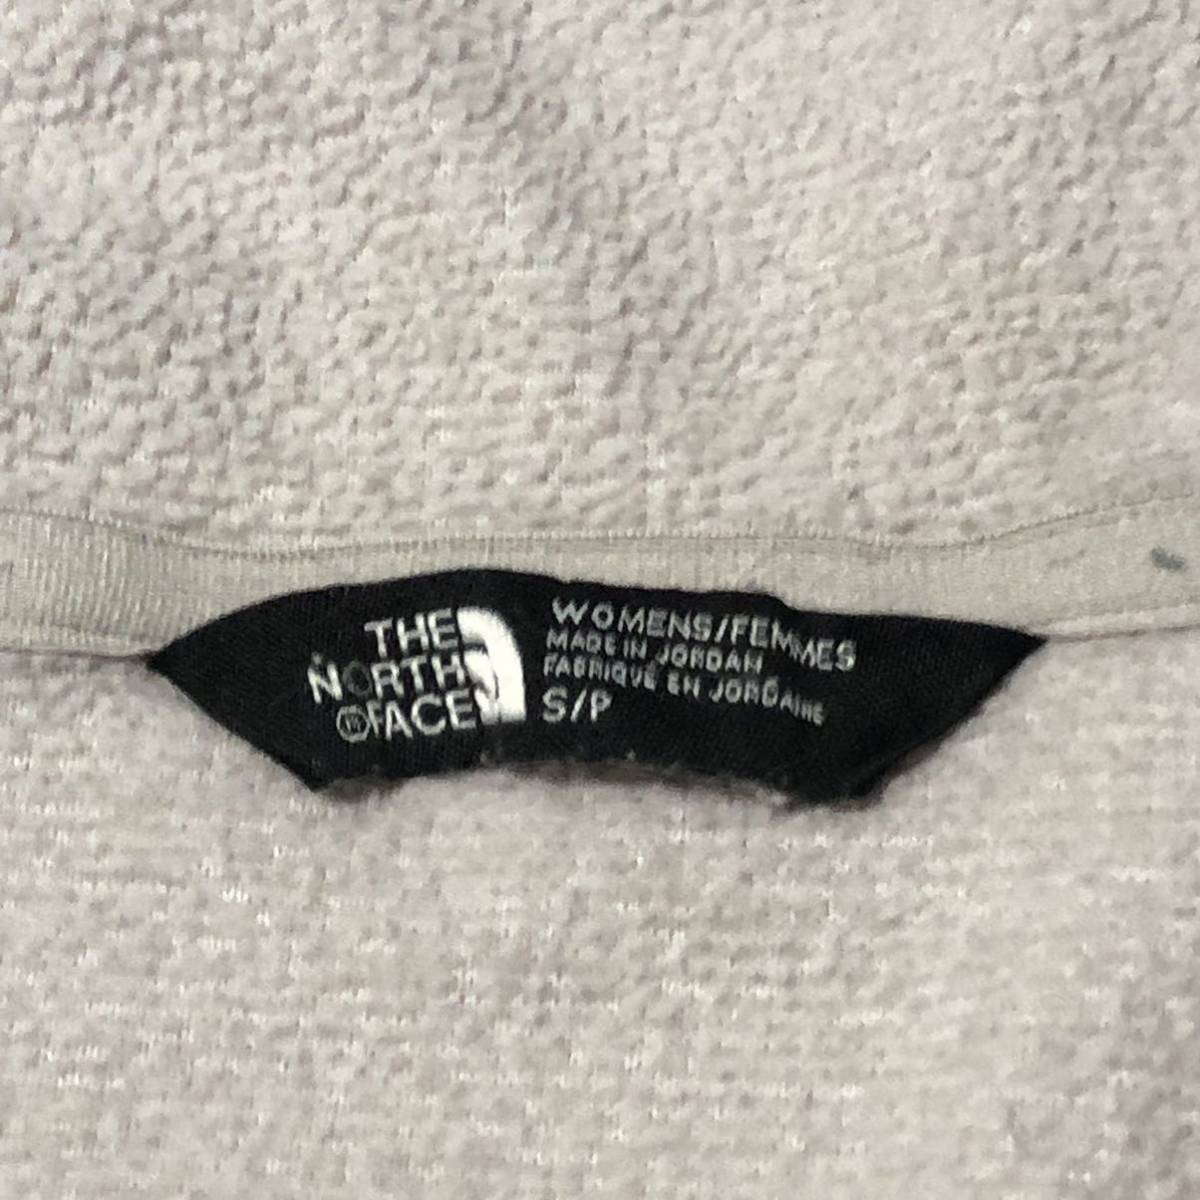 THE
NORTH
FACE
WOMENS/FEMMES
MADE IN JORDAN
FABRIQUÉ EN JORDANIE
S/P